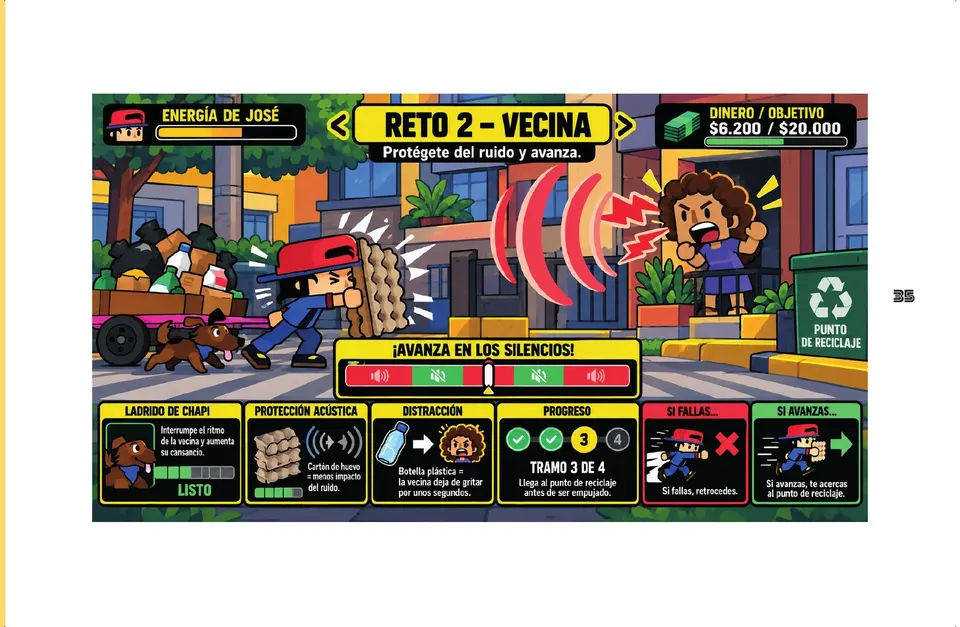 ENERGÍA DE JOSÉ
< RETO 2 – VECINA >
Protégete del ruido y avanza.
DINERO / OBJETIVO
$6.200 / $20.000
PUNTO
DE RECICLAJE
35
¡AVANZA EN LOS SILENCIOS!
LADRIDO DE CHAPI
Interrumpe el ritmo
de la vecina y aumenta
su cansancio.
LISTO
PROTECCIÓN ACÚSTICA
Cartón de huevo
= menos impacto
del ruido.
DISTRACCIÓN
Botella plástica =
la vecina deja de gritar
por unos segundos.
PROGRESO
3 4
TRAMO 3 DE 4
Llega al punto de reciclaje
antes de ser empujado.
SI FALLAS...
Si fallas, retrocedes.
SI AVANZAS...
Si avanzas, te acercas
al punto de reciclaje.